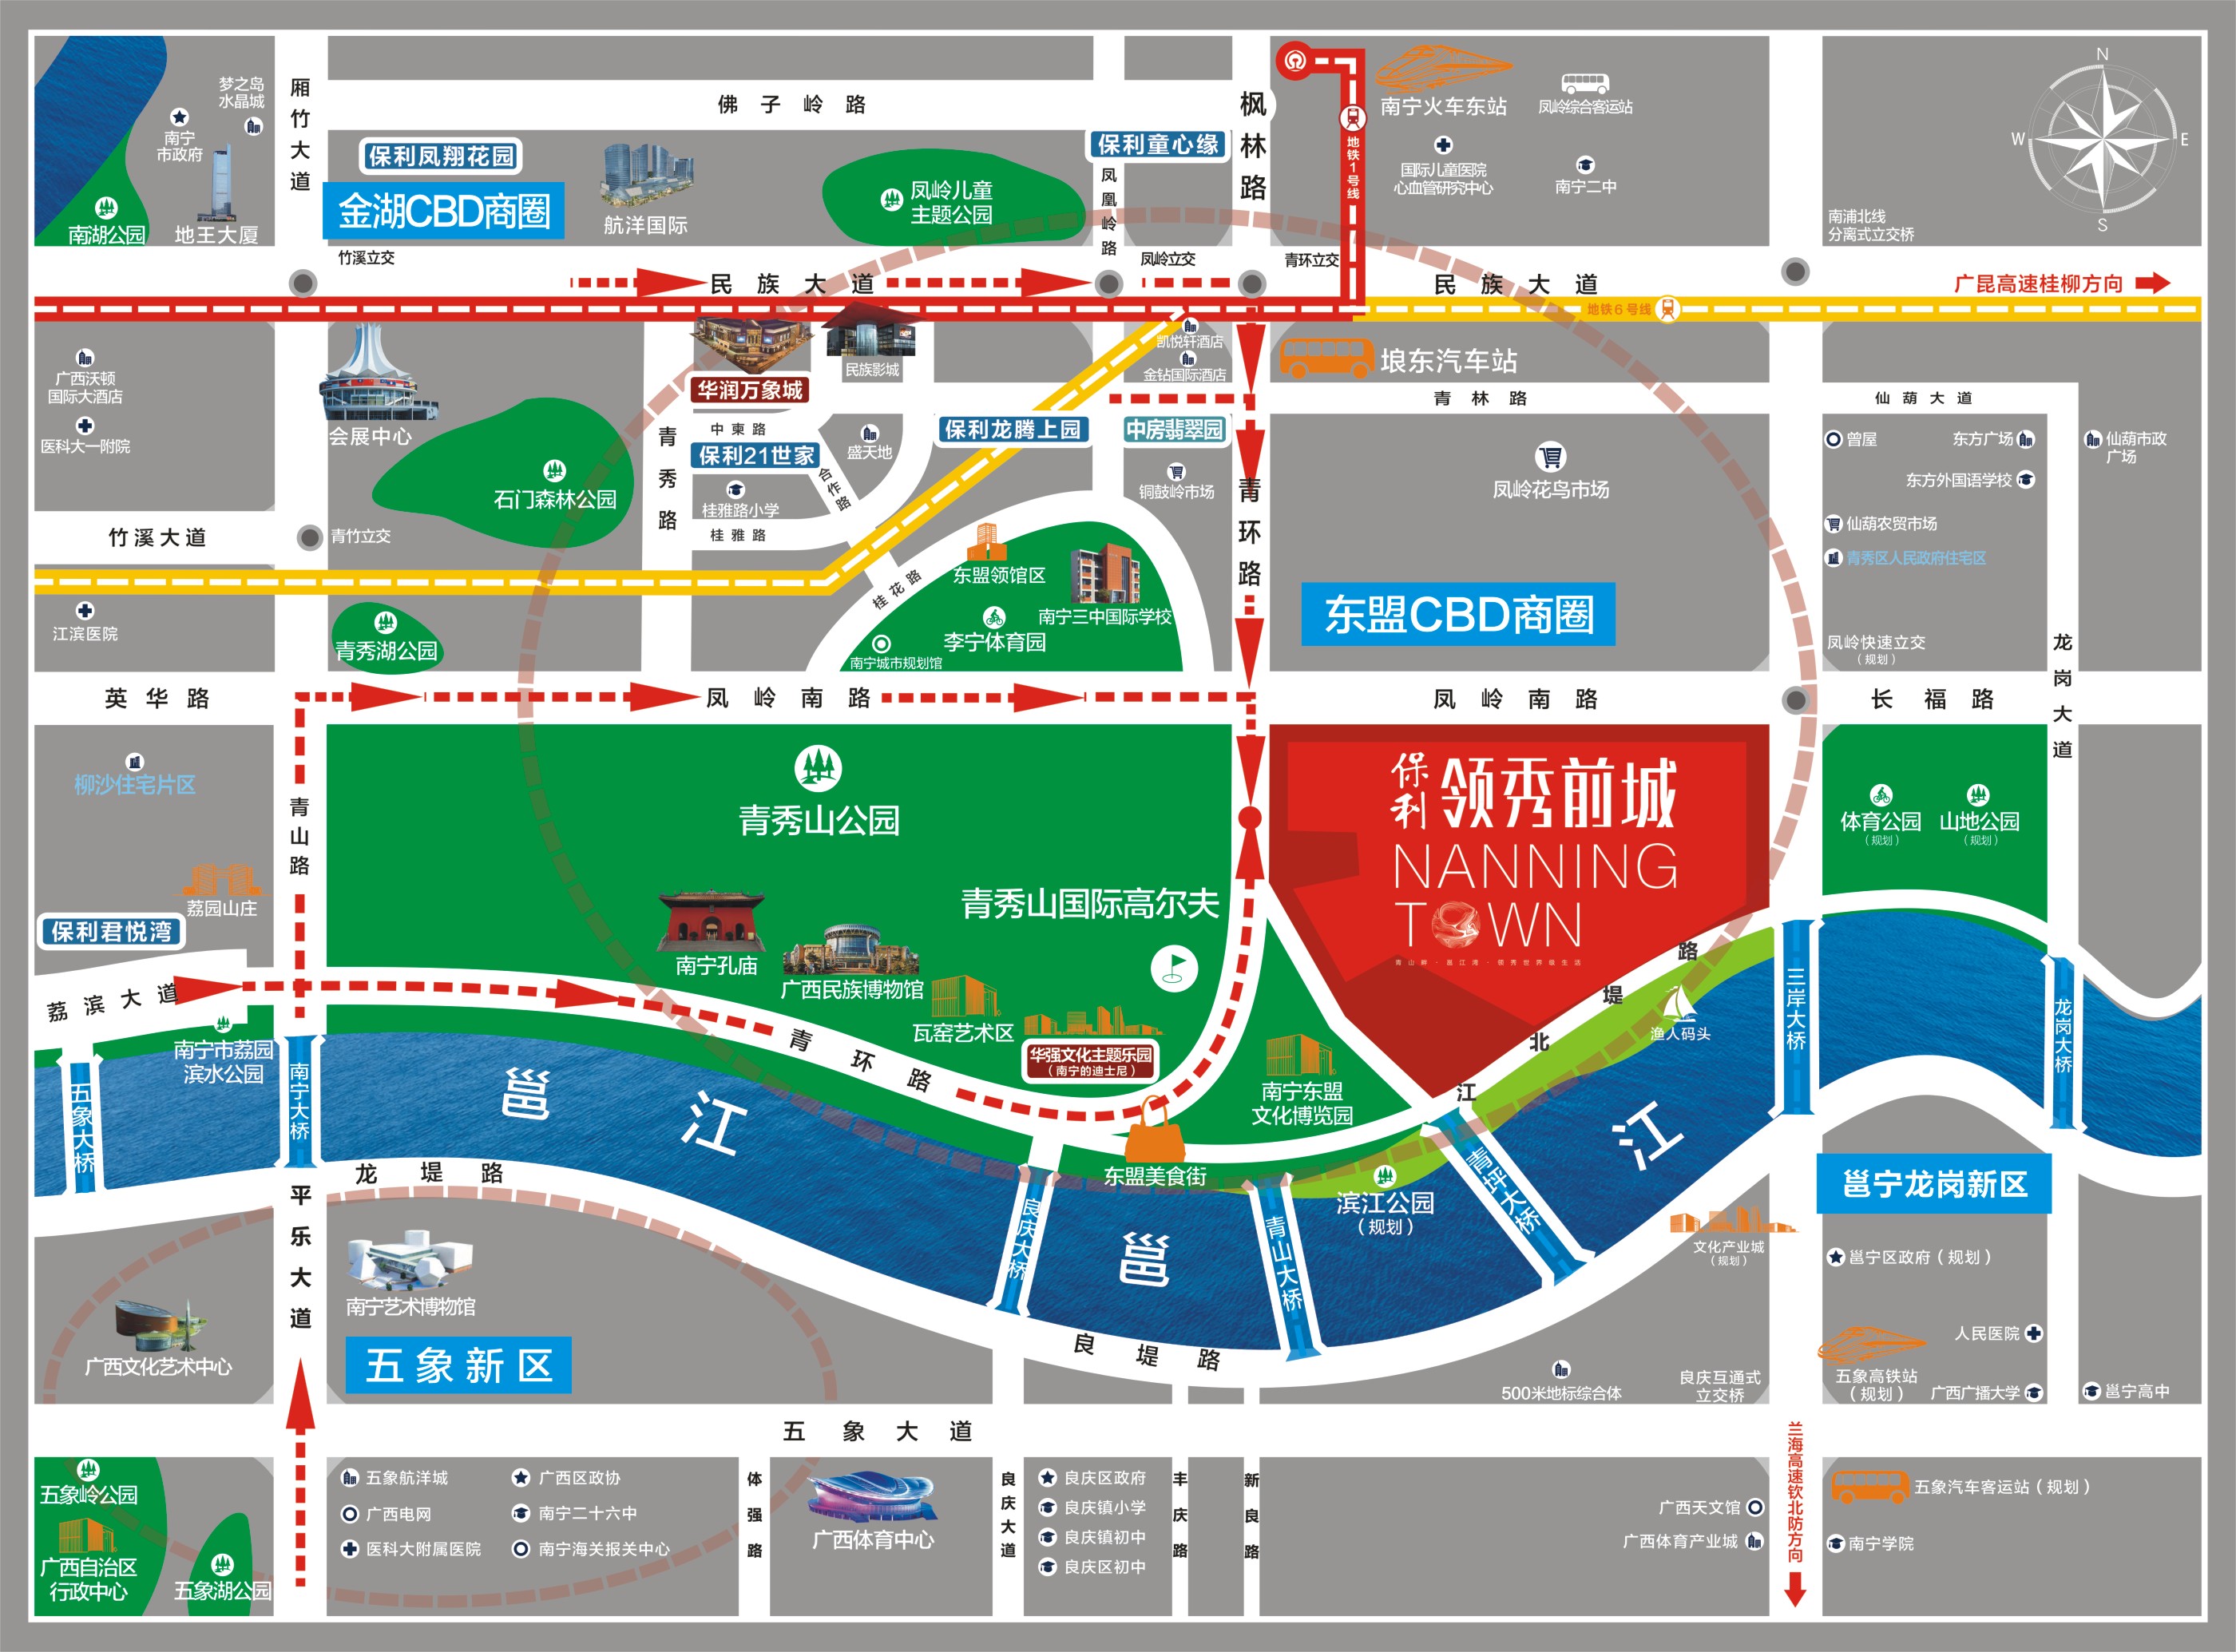 梦之岛
水晶城
南宁
市政府
南湖公园
地王大厦
厢竹大道
佛子岭路
保利凤翔花园
金湖CBD商圈
航洋国际
凤岭儿童
主题公园
保利童心缘
凤凰岭路
枫林路
地铁1号线
南宁火车东站
凤岭综合客运站
国际儿童医院
心血管研究中心
南宁二中
南浦北线
分离式立交桥
N
W
E
S
竹溪立交
凤岭立交
青环立交
民族大道
民族大道
广昆高速桂柳方向
地铁6号线
广西沃顿
国际大酒店
医科大一附院
会展中心
石门森林公园
青秀路
华润万象城
民族影城
中柬路
保利21世家
盛天地
合作路
桂雅路小学
桂雅路
保利龙腾上园
凯悦轩酒店
金钻国际酒店
中房翡翠园
铜鼓岭市场
埌东汽车站
青林路
仙葫大道
凤岭花鸟市场
曾屋
东方广场
仙葫市政
广场
东方外国语学校
仙葫农贸市场
青秀区人民政府住宅区
竹溪大道
青竹立交
青环路
东盟领馆区
桂花路
南宁三中国际学校
李宁体育园
南宁城市规划馆
东盟CBD商圈
凤岭快速立交
（规划）
龙岗大道
江滨医院
青秀湖公园
英华路
凤岭南路
凤岭南路
长福路
柳沙住宅片区
青山路
青秀山公园
保利
领秀前城
NANNING
TOWN
青山畔·邕江湾·领秀世界级生活
体育公园
（规划）
山地公园
（规划）
荔园山庄
保利君悦湾
青秀山国际高尔夫
南宁孔庙
广西民族博物馆
瓦窑艺术区
华强文化主题乐园
（南宁的迪士尼）
荔滨大道
南宁市荔园
滨水公园
青环路
南宁东盟
文化博览园
江北堤路
渔人码头
三岸大桥
龙岗大桥
五象大桥
南宁大桥
邕江
东盟美食街
滨江公园
（规划）
青坪大桥
邕江
龙堤路
良庆大桥
青山大桥
邕宁龙岗新区
文化产业城
（规划）
邕宁区政府（规划）
平乐大道
南宁艺术博物馆
广西文化艺术中心
五象新区
良堤路
500米地标综合体
良庆互通式
立交桥
五象高铁站
（规划）
人民医院
广西广播大学
邕宁高中
五象大道
五象岭公园
广西自治区
行政中心
五象湖公园
五象航洋城
广西区政协
广西电网
南宁二十六中
医科大附属医院
南宁海关报关中心
体强路
广西体育中心
良庆大道
良庆区政府
良庆镇小学
良庆镇初中
良庆区初中
丰庆路
新良路
广西天文馆
广西体育产业城
兰海高速钦北防方向
五象汽车客运站（规划）
南宁学院